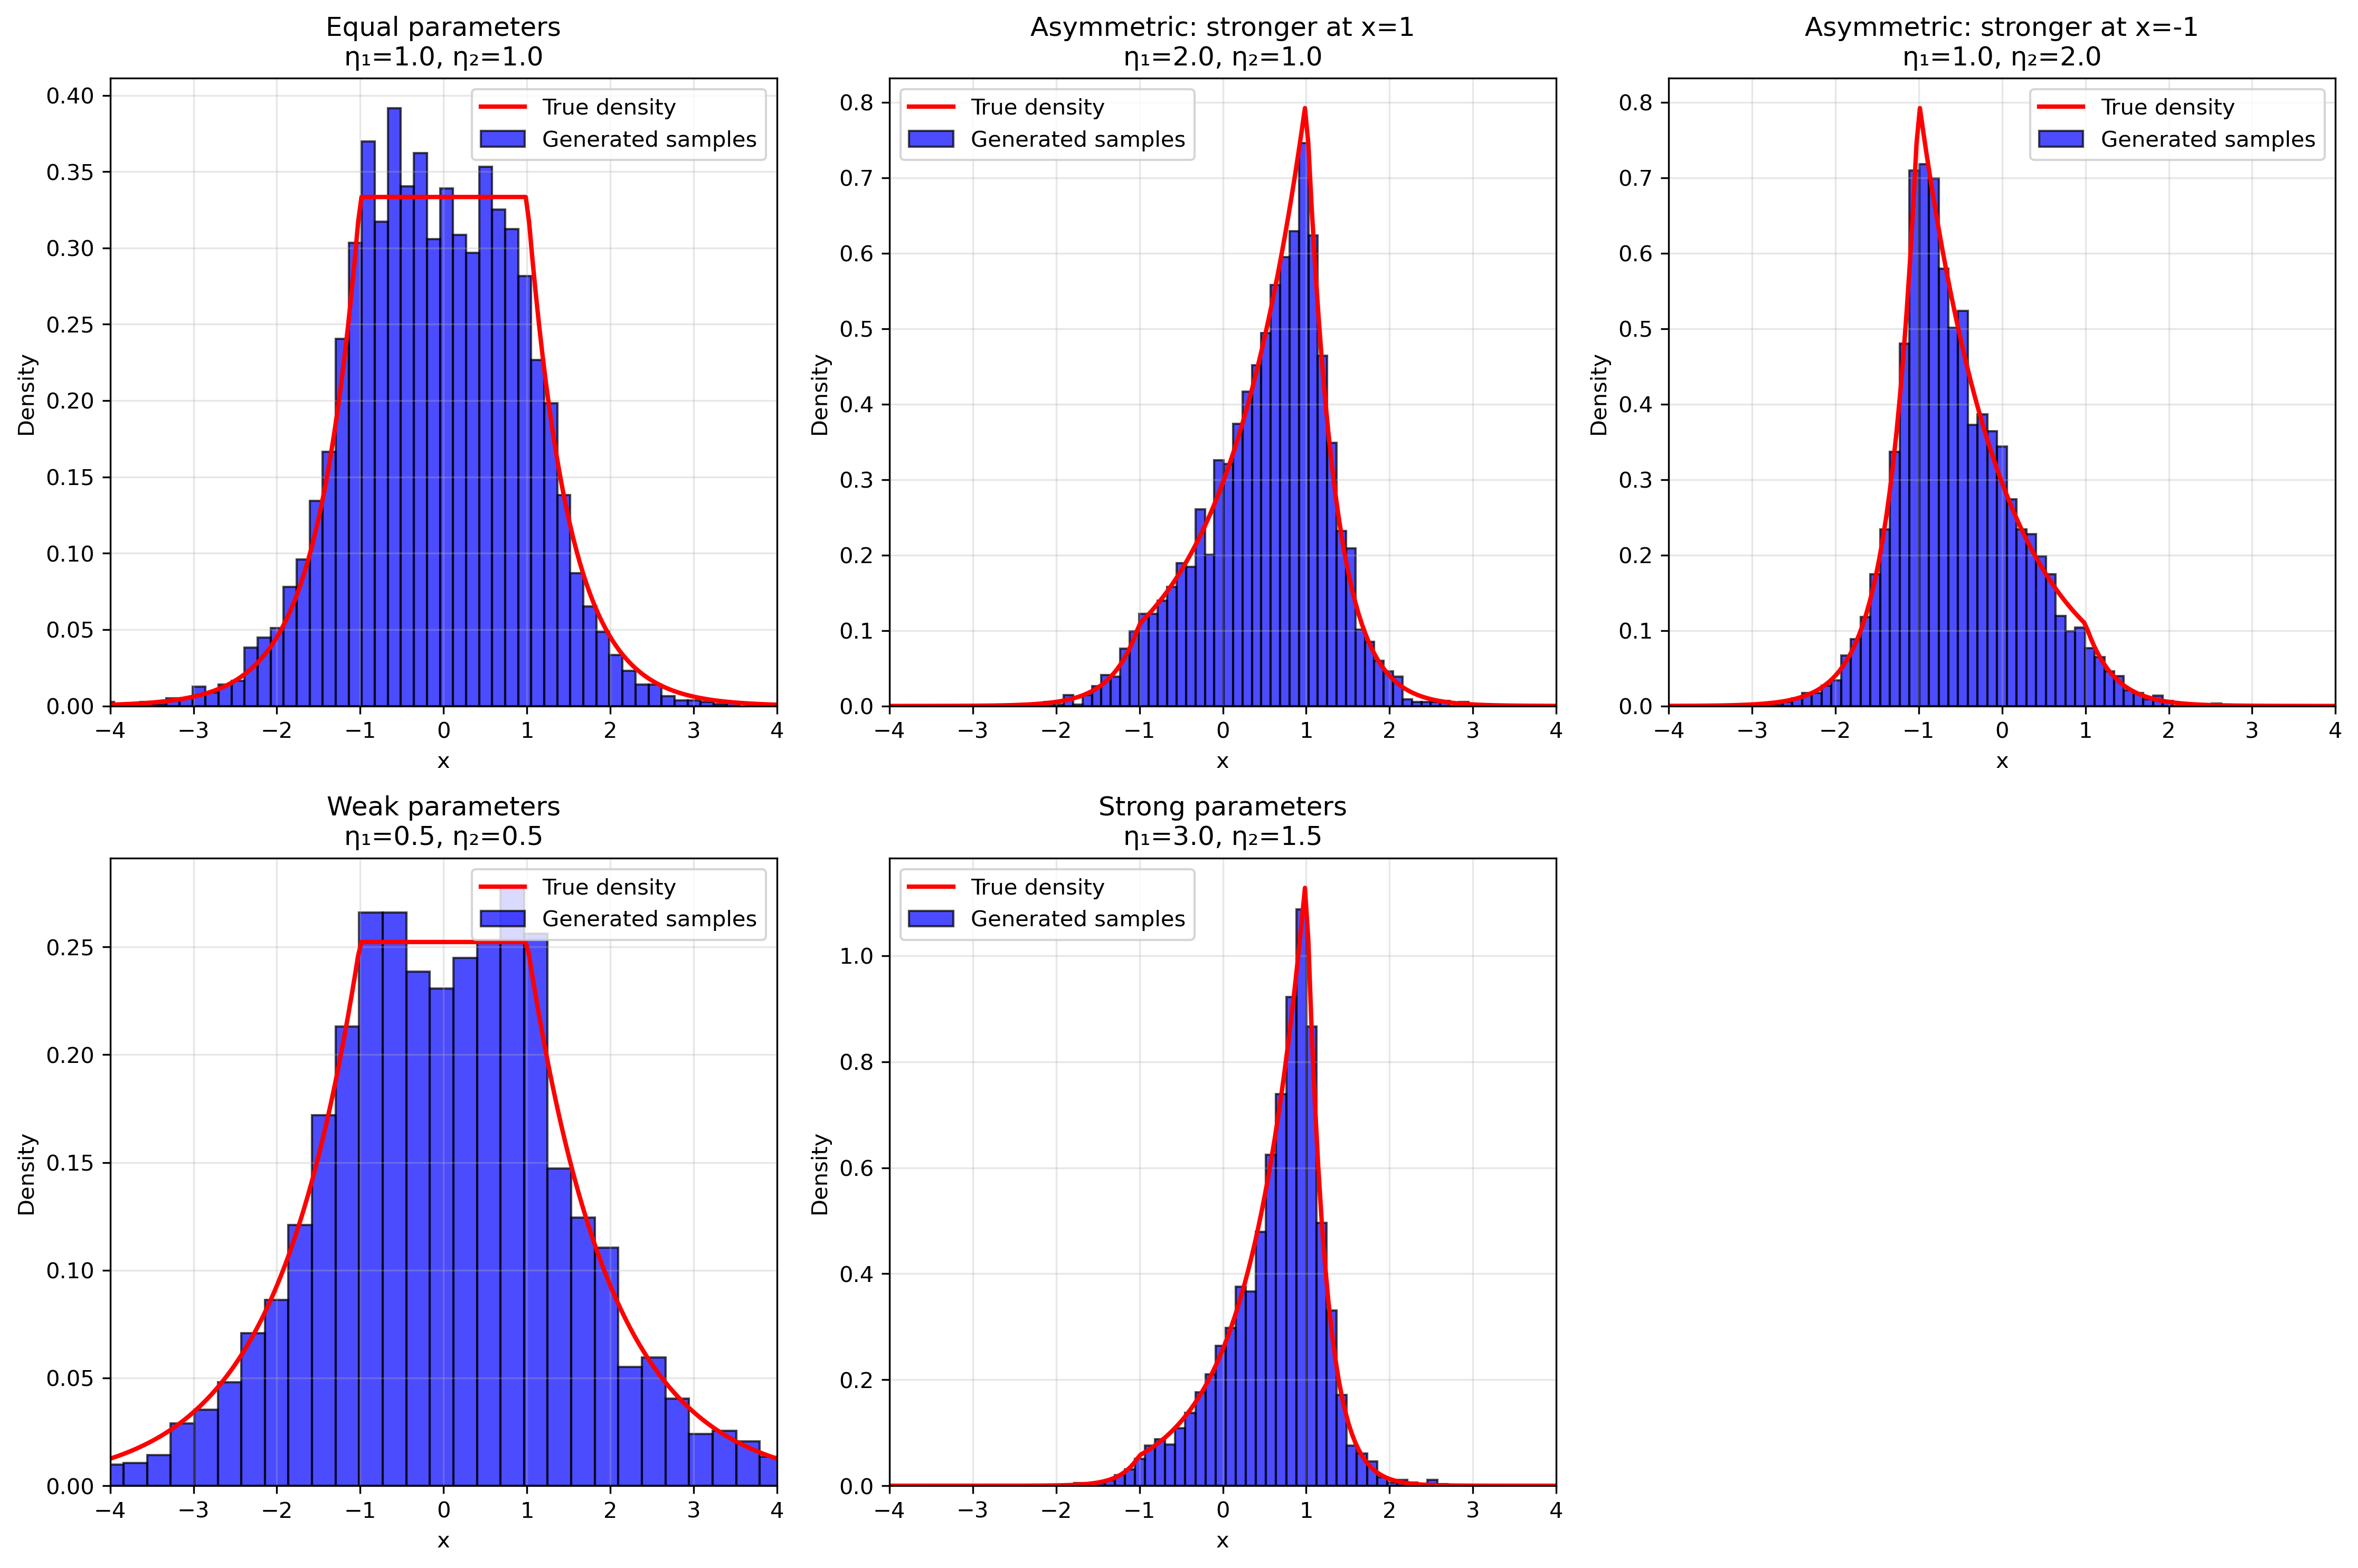 Equal parameters
η₁=1.0, η₂=1.0
0.40
0.35
0.30
0.25
0.20
0.15
0.10
0.05
0.00
Density
True density
Generated samples
−4 −3 −2 −1 0 1 2 3 4
x
Asymmetric: stronger at x=1
η₁=2.0, η₂=1.0
0.8
0.7
0.6
0.5
0.4
0.3
0.2
0.1
0.0
Density
True density
Generated samples
−4 −3 −2 −1 0 1 2 3 4
x
Asymmetric: stronger at x=-1
η₁=1.0, η₂=2.0
0.8
0.7
0.6
0.5
0.4
0.3
0.2
0.1
0.0
Density
True density
Generated samples
−4 −3 −2 −1 0 1 2 3 4
x
Weak parameters
η₁=0.5, η₂=0.5
0.25
0.20
0.15
0.10
0.05
0.00
Density
True density
Generated samples
−4 −3 −2 −1 0 1 2 3 4
x
Strong parameters
η₁=3.0, η₂=1.5
1.0
0.8
0.6
0.4
0.2
0.0
Density
True density
Generated samples
−4 −3 −2 −1 0 1 2 3 4
x